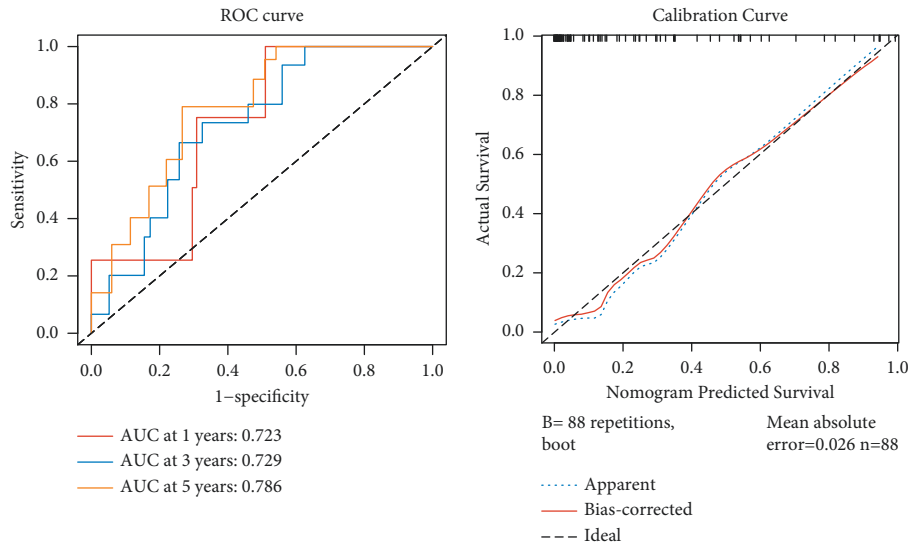 ROC curve
1.0
0.8
0.6
0.4
0.2
0.0
Sensitivity
0.0 0.2 0.4 0.6 0.8 1.0
1−specificity
AUC at 1 years: 0.723
AUC at 3 years: 0.729
AUC at 5 years: 0.786
Calibration Curve
1.0
0.8
0.6
0.4
0.2
0.0
Actual Survival
0.0 0.2 0.4 0.6 0.8 1.0
Nomogram Predicted Survival
B= 88 repetitions,
boot
Mean absolute
error=0.026 n=88
Apparent
Bias-corrected
Ideal